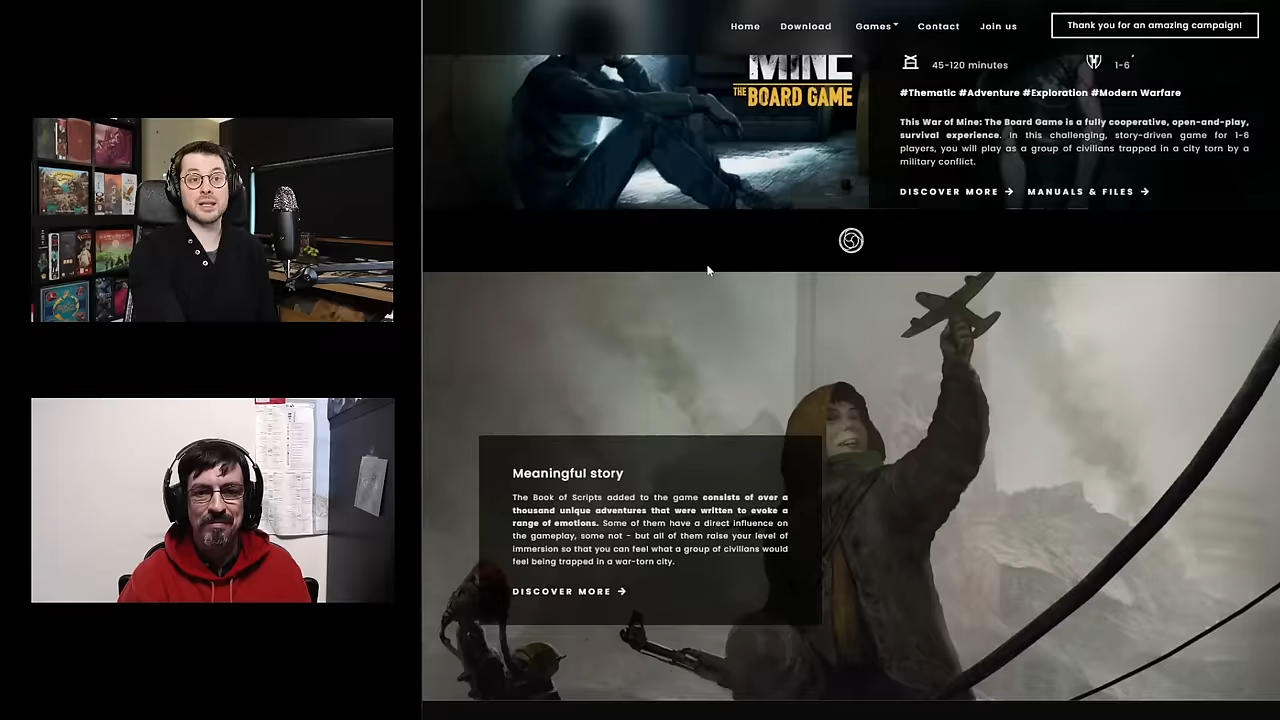 Home Download Games Contact Join us Thank you for an amazing campaign!
MINE
THE BOARD GAME
45-120 minutes 1-6
#Thematic #Adventure #Exploration #Modern Warfare
This War of Mine: The Board Game is a fully cooperative, open-and-play,
survival experience. In this challenging, story-driven game for 1-6
players, you will play as a group of civilians trapped in a city torn by a
military conflict.
DISCOVER MORE → MANUALS & FILES →
Meaningful story
The Book of Scripts added to the game consists of over a
thousand unique adventures that were written to evoke a
range of emotions. Some of them have a direct influence on
the gameplay, some not - but all of them raise your level of
immersion so that you can feel what a group of civilians would
feel being trapped in a war-torn city.
DISCOVER MORE →